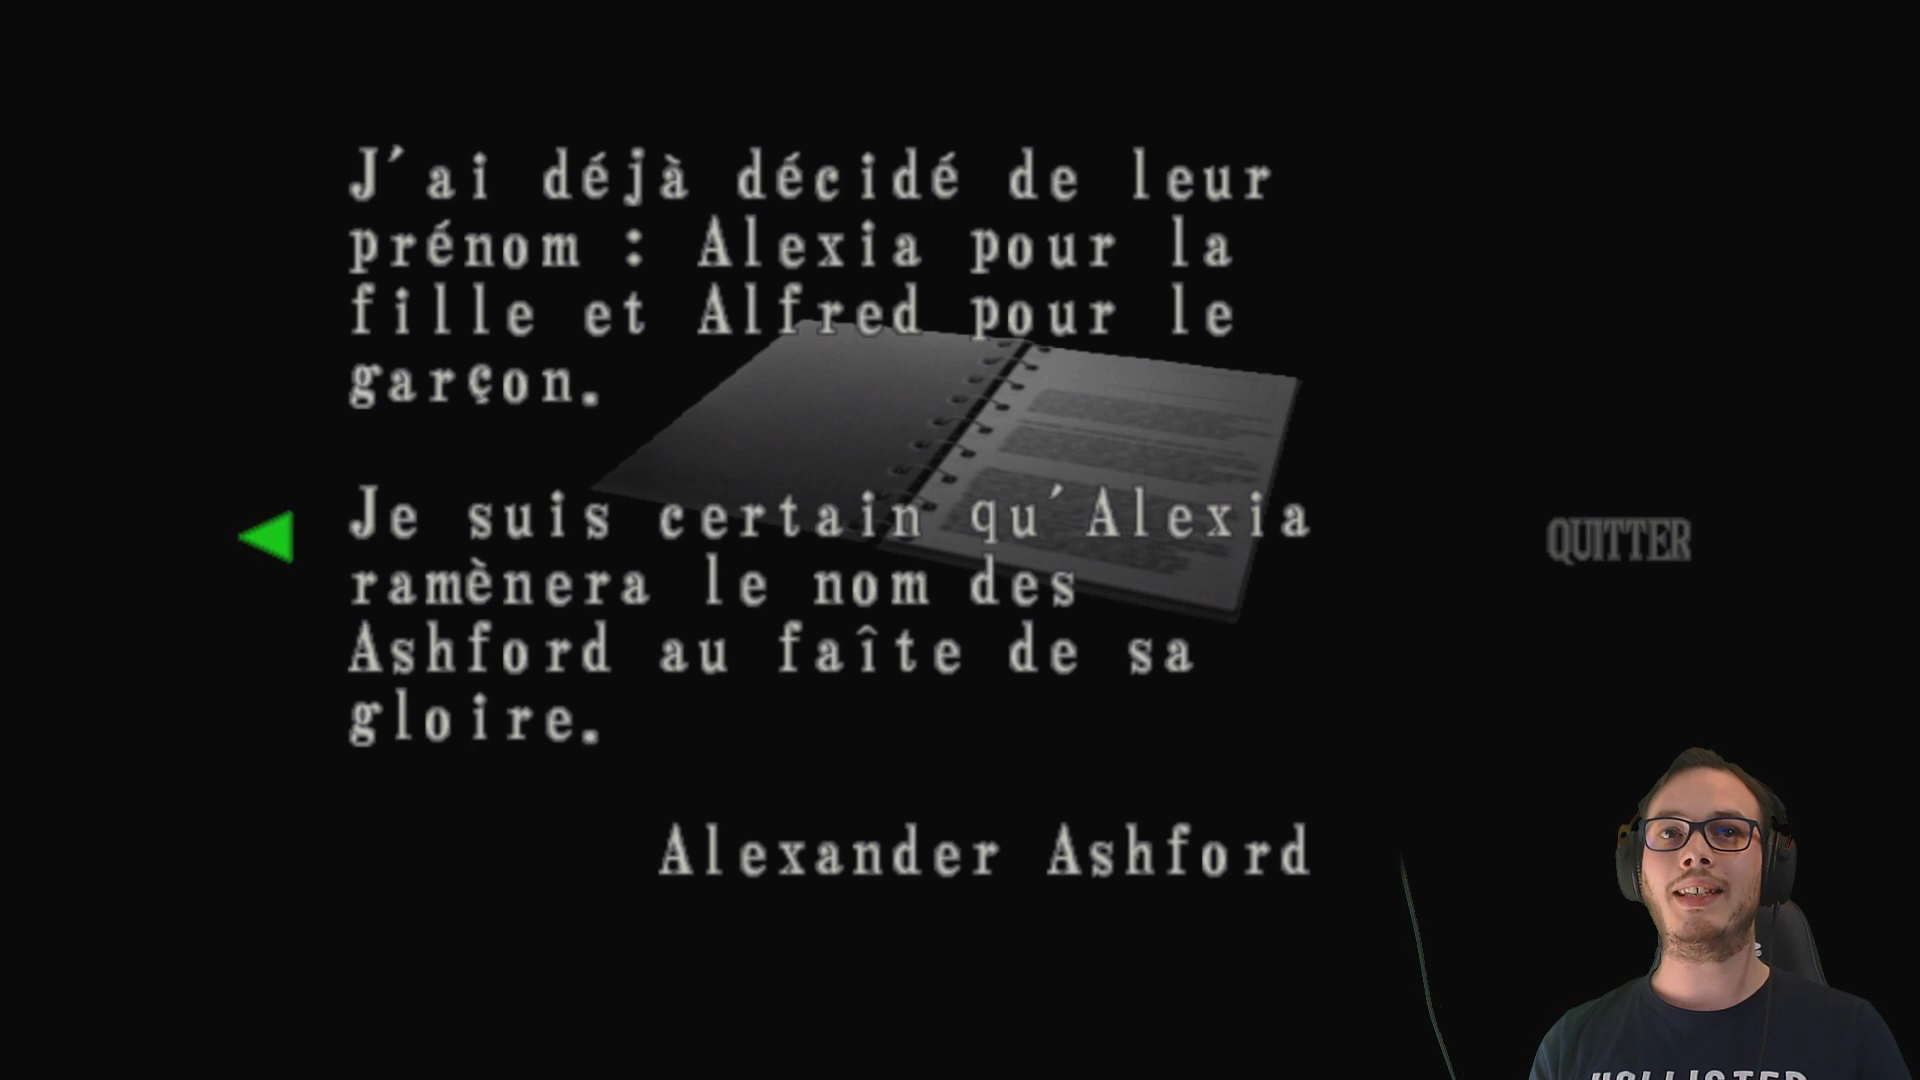 J'ai déjà décidé de leur
prénom : Alexia pour la
fille et Alfred pour le
garçon.
Je suis certain qu'Alexia
ramènera le nom des
Ashford au faîte de sa
gloire.
Alexander Ashford
QUITTER
HOLLISTER